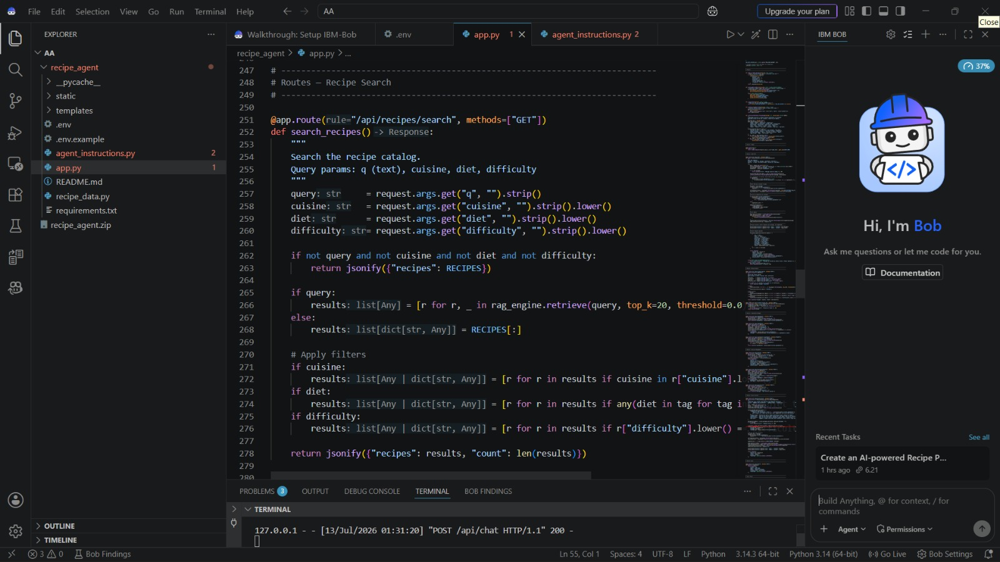 File Edit Selection View Go Run Terminal Help
AA
Upgrade your plan
Close
EXPLORER
AA
recipe_agent
__pycache__
static
templates
.env
.env.example
agent_instructions.py 2
app.py 1
README.md
recipe_data.py
requirements.txt
recipe_agent.zip
OUTLINE
TIMELINE
Walkthrough: Setup IBM-Bob
.env
app.py 1
agent_instructions.py 2
recipe_agent > app.py > ...
247 # ---------------------------------------------------------------------------
248 # Routes — Recipe Search
249 # ---------------------------------------------------------------------------
250
251 @app.route(rule="/api/recipes/search", methods=["GET"])
252 def search_recipes() -> Response:
253 """
254 Search the recipe catalog.
255 Query params: q (text), cuisine, diet, difficulty
256 """
257 query: str = request.args.get("q", "").strip()
258 cuisine: str = request.args.get("cuisine", "").strip().lower()
259 diet: str = request.args.get("diet", "").strip().lower()
260 difficulty: str= request.args.get("difficulty", "").strip().lower()
261
262 if not query and not cuisine and not diet and not difficulty:
263 return jsonify({"recipes": RECIPES})
264
265 if query:
266 results: list[Any] = [r for r, _ in rag_engine.retrieve(query, top_k=20, threshold=0.0
267 else:
268 results: list[dict[str, Any]] = RECIPES[:]
269
270 # Apply filters
271 if cuisine:
272 results: list[Any | dict[str, Any]] = [r for r in results if cuisine in r["cuisine"].l
273 if diet:
274 results: list[Any | dict[str, Any]] = [r for r in results if any(diet in tag for tag i
275 if difficulty:
276 results: list[Any | dict[str, Any]] = [r for r in results if r["difficulty"].lower() =
277
278 return jsonify({"recipes": results, "count": len(results)})
279
280
PROBLEMS 3 OUTPUT DEBUG CONSOLE TERMINAL BOB FINDINGS
TERMINAL
127.0.0.1 - - [13/Jul/2026 01:31:20] "POST /api/chat HTTP/1.1" 200 -
IBM BOB
37%
Hi, I'm Bob
Ask me questions or let me code for you.
Documentation
Recent Tasks See all
Create an AI-powered Recipe P...
1 hrs ago 6.21
Build Anything, @ for context, / for
commands
Agent Permissions
3 0 Bob Findings
Ln 55, Col 1 Spaces: 4 UTF-8 LF Python 3.14.3 64-bit Python 3.14 (64-bit) Go Live Bob Settings